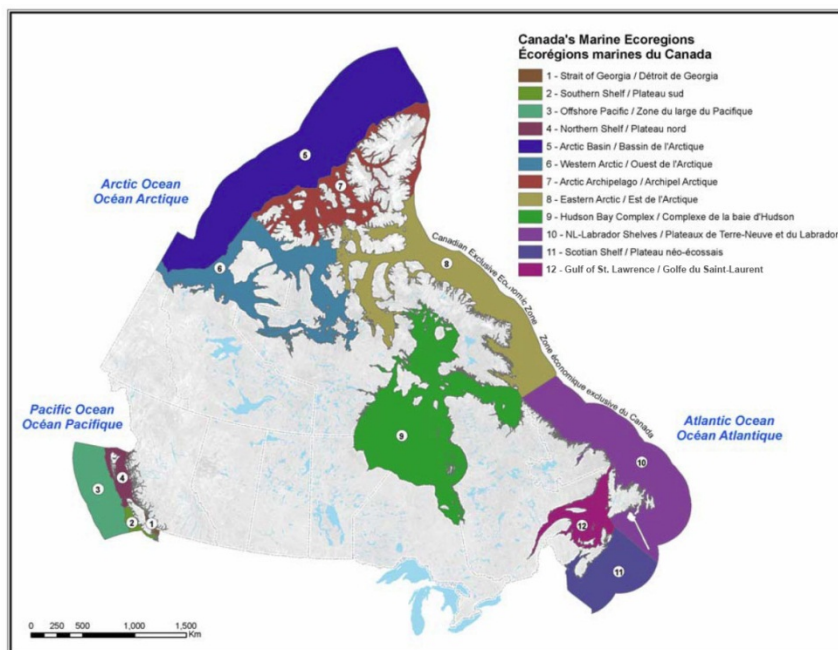 Canada's Marine Ecoregions
Écorégions marines du Canada
1 - Strait of Georgia / Détroit de Georgia
2 - Southern Shelf / Plateau sud
3 - Offshore Pacific / Zone du large du Pacifique
4 - Northern Shelf / Plateau nord
5 - Arctic Basin / Bassin de l'Arctique
6 - Western Arctic / Ouest de l'Arctique
7 - Arctic Archipelago / Archipel Arctique
8 - Eastern Arctic / Est de l'Arctique
9 - Hudson Bay Complex / Complexe de la baie d'Hudson
10 - NL-Labrador Shelves / Plateaux de Terre-Neuve et du Labrador
11 - Scotian Shelf / Plateau néo-écossais
12 - Gulf of St. Lawrence / Golfe du Saint-Laurent
5
7
Arctic Ocean
Océan Arctique
6
8
Canadian Exclusive Economic Zone
Zone économique exclusive du Canada
Pacific Ocean
Océan Pacifique
Atlantic Ocean
Océan Atlantique
9
10
3
4
2
1
12
11
0 250 500 1,000 1,500
Km